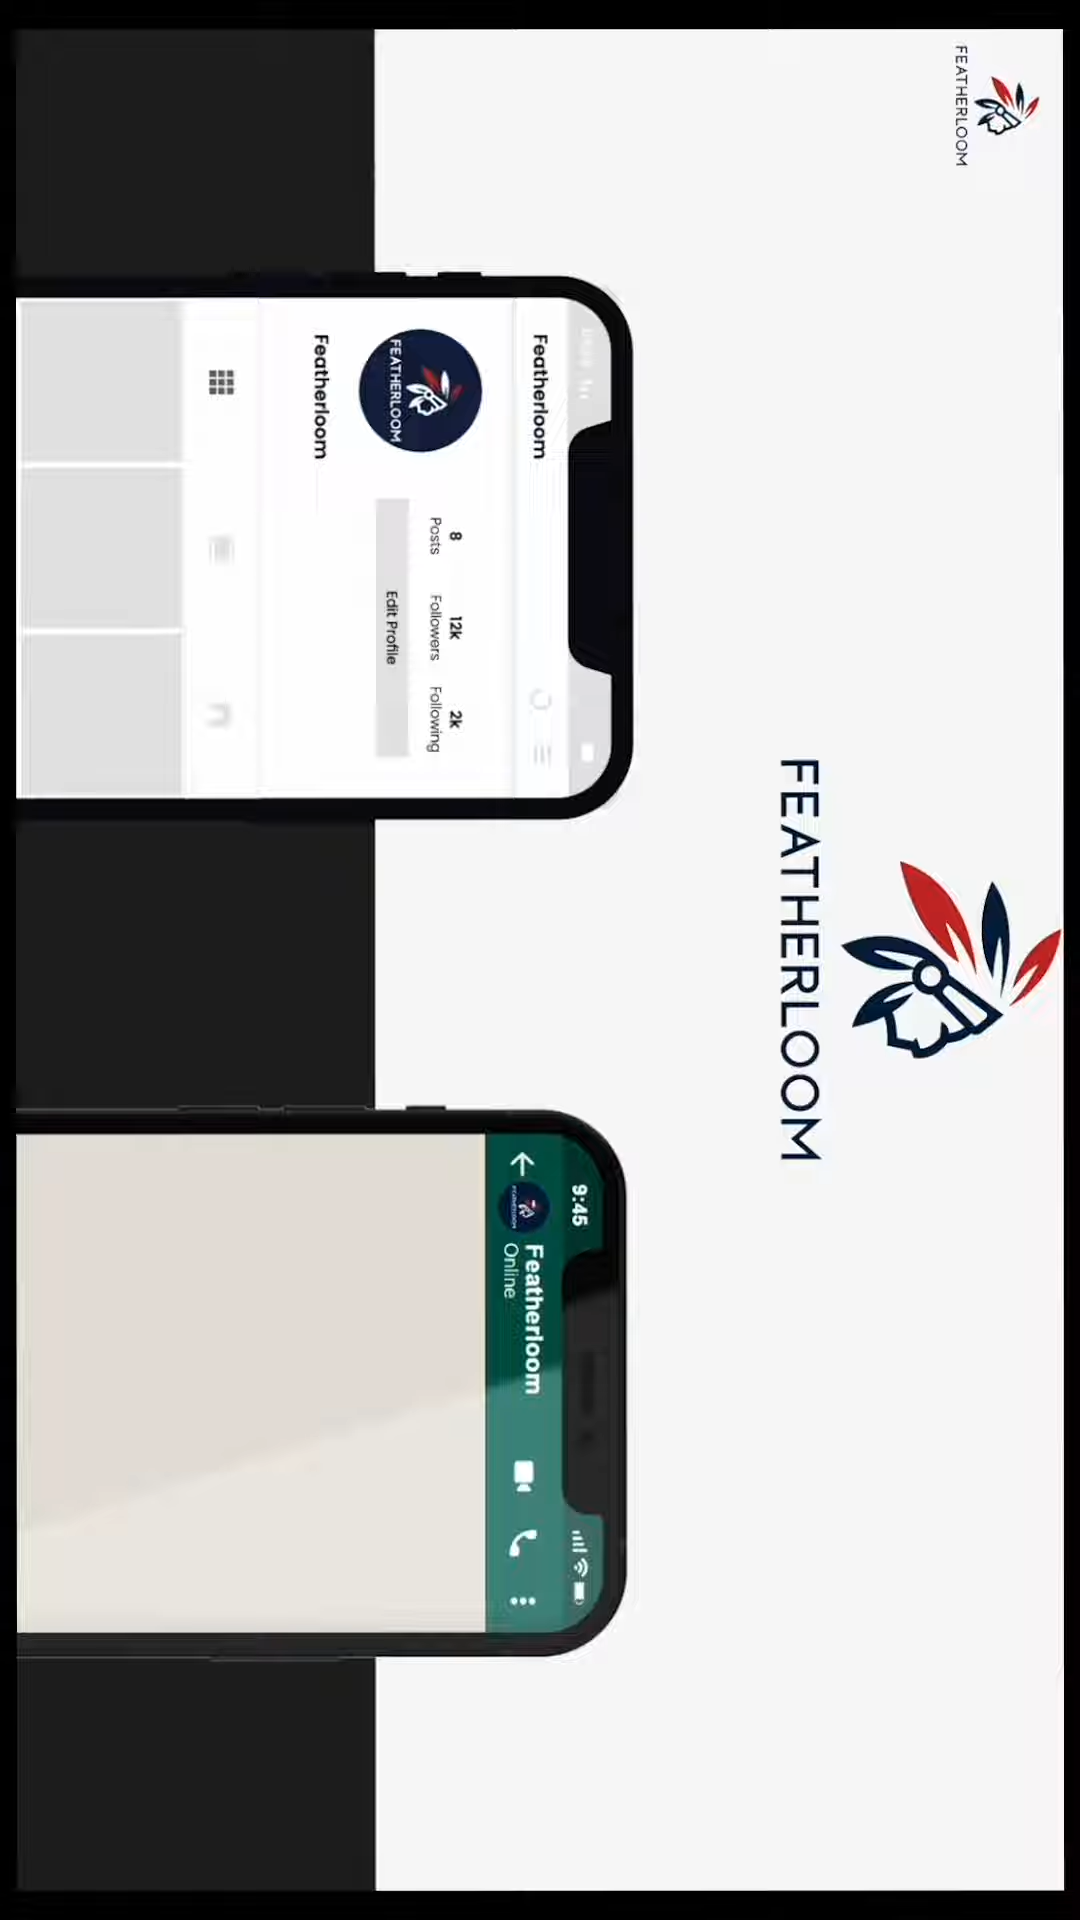 FEATHERLOOM
FEATHERLOOM
Featherloom
FEATHERLOOM
8
12k
2k
Posts
Followers
Following
Edit Profile
Featherloom
9:45
Featherloom
Online